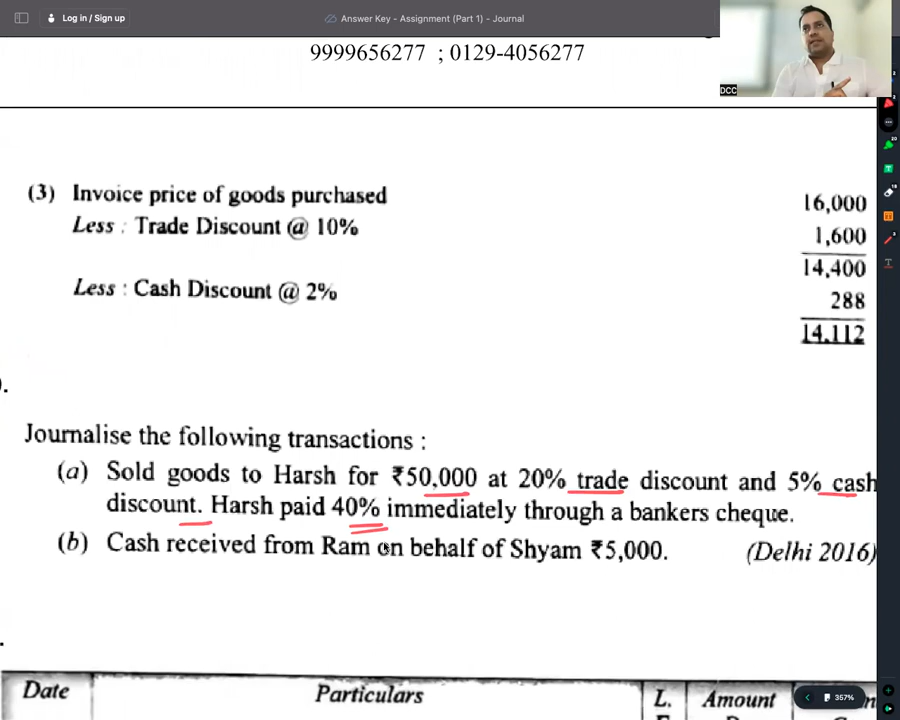 Log in / Sign up
Answer Key - Assignment (Part 1) - Journal
9999656277 ; 0129-4056277
DCC
(3) Invoice price of goods purchased 16,000
Less : Trade Discount @ 10% 1,600
14,400
Less : Cash Discount @ 2% 288
14,112
Journalise the following transactions :
(a) Sold goods to Harsh for ₹50,000 at 20% trade discount and 5% cash
discount. Harsh paid 40% immediately through a bankers cheque.
(b) Cash received from Ram on behalf of Shyam ₹5,000. (Delhi 2016)
Date Particulars L. Amount
357%